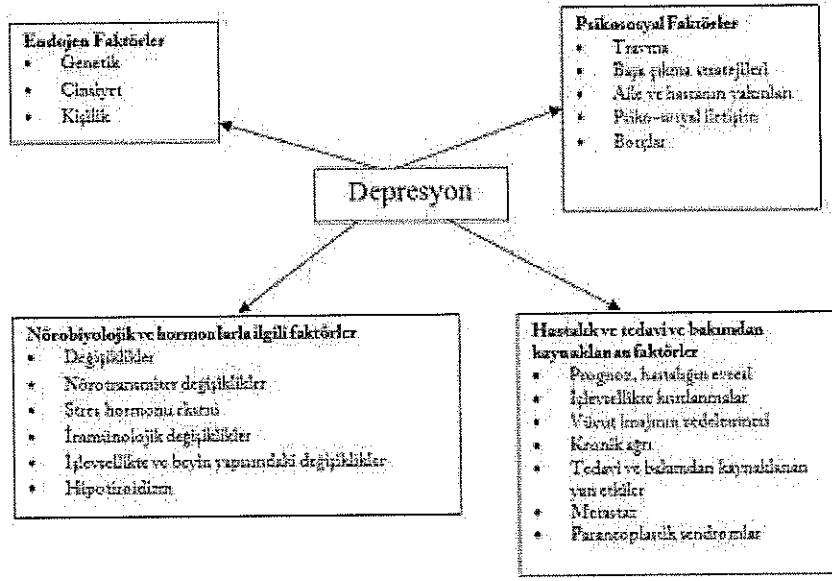 Endojen Faktörler
• Genetik
• Cinsiyet
• Kişilik
Psikososyal Faktörler
• Travma
• Başa çıkma stratejileri
• Aile ve hastanın yakınları
• Psiko-sosyal iletişim
• Borçlar
Depresyon
Nörobiyolojik ve hormonlarla ilgili faktörler
• Değişiklikler
• Nörotransmiter değişiklikler
• Stres hormonu
• İmmünolojik değişiklikler
• İşlevsellikte ve beyin yapısındaki değişiklikler
• Hipotiroidizm
Hastalık ve tedavi ve bakımdan
kaynaklanan faktörler
• Prognoz, hastalığın evresi
• İşlevsellikte kısıtlanmalar
• Vücut imajının
• Kronik ağrı
• Tedavi ve bakımdan kaynaklanan
yan etkiler
• Metastaz
• Paraneoplastik sendromlar